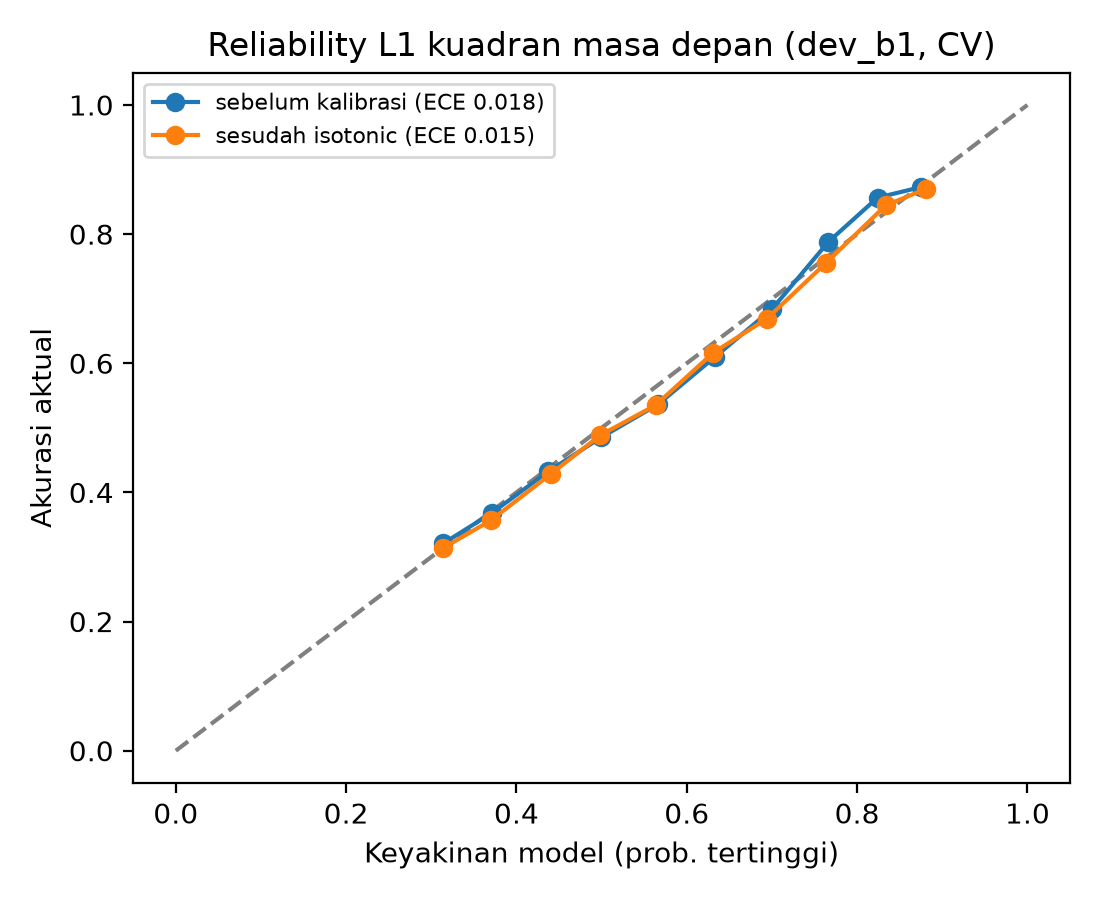 Reliability L1 kuadran masa depan (dev_b1, CV)
sebelum kalibrasi (ECE 0.018)
sesudah isotonic (ECE 0.015)
1.0
0.8
0.6
0.4
0.2
0.0
Akurasi aktual
0.0 0.2 0.4 0.6 0.8 1.0
Keyakinan model (prob. tertinggi)